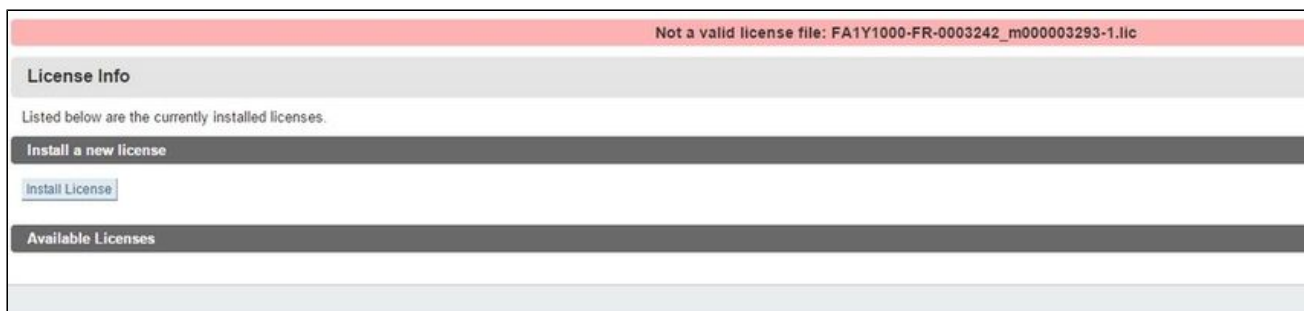 Not a valid license file: FA1Y1000-FR-0003242_m000003293-1.lic
License Info
Listed below are the currently installed licenses.
Install a new license
Install License
Available Licenses